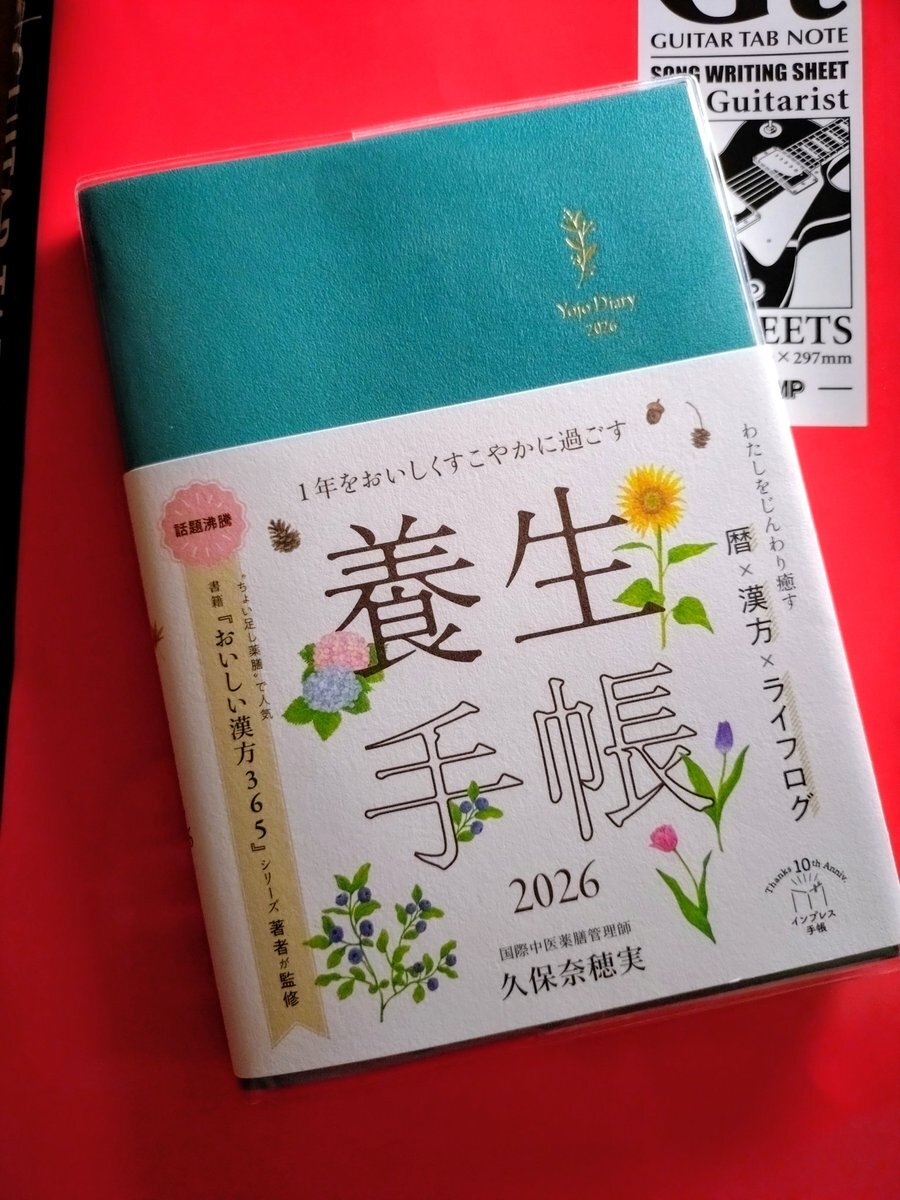 GUITAR TAB NOTE
SONG WRITING SHEET
Guitarist
EETS
× 297mm
Yojo Diary
2026
1年をおいしくすこやかに過ごす
養生
手帳
2026
国際中医薬膳管理師
久保奈穂実
わたしをじんわり癒す
暦×漢方×ライフログ
話題沸騰
“ちょい足し薬膳”で人気
書籍『おいしい漢方365』シリーズ 著者が監修
Thanks 10th Anniv.
インプレス
手帳